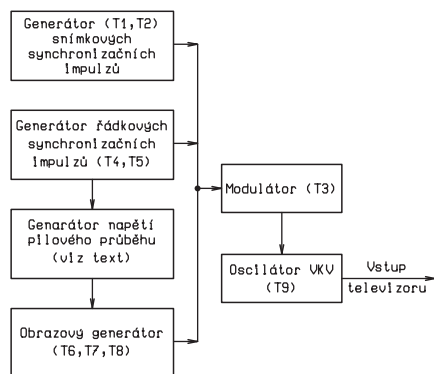 Generátor (T1,T2)
snímkových
synchronizačních
impulzů
Generátor řádkových
synchronizačních
impulzů (T4,T5)
Modulátor (T3)
Genarátor napětí
pilového průběhu
(viz text)
Oscilátor VKV
(T9)
Vstup
televizoru
Obrazový generátor
(T6,T7,T8)